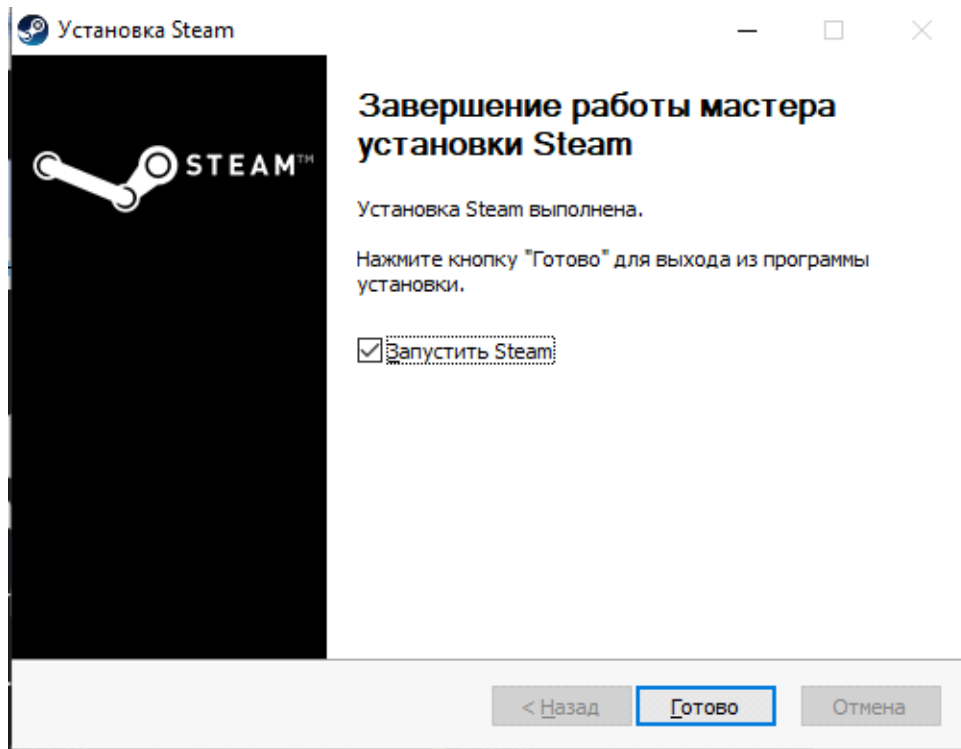 Установка Steam
STEAM™
Завершение работы мастера
установки Steam
Установка Steam выполнена.
Нажмите кнопку "Готово" для выхода из программы
установки.
Запустить Steam
< Назад
Готово
Отмена